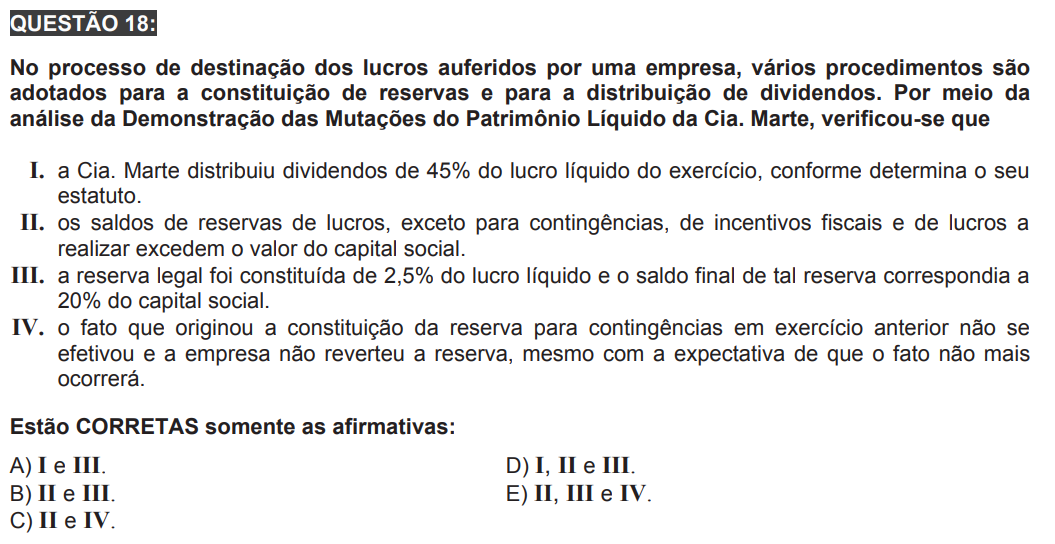 QUESTÃO 18:
No processo de destinação dos lucros auferidos por uma empresa, vários procedimentos são
adotados para a constituição de reservas e para a distribuição de dividendos. Por meio da
análise da Demonstração das Mutações do Patrimônio Líquido da Cia. Marte, verificou-se que
I. a Cia. Marte distribuiu dividendos de 45% do lucro líquido do exercício, conforme determina o seu
estatuto.
II. os saldos de reservas de lucros, exceto para contingências, de incentivos fiscais e de lucros a
realizar excedem o valor do capital social.
III. a reserva legal foi constituída de 2,5% do lucro líquido e o saldo final de tal reserva correspondia a
20% do capital social.
IV. o fato que originou a constituição da reserva para contingências em exercício anterior não se
efetivou e a empresa não reverteu a reserva, mesmo com a expectativa de que o fato não mais
ocorrerá.
Estão CORRETAS somente as afirmativas:
A) I e III.
B) II e III.
C) II e IV.
D) I, II e III.
E) II, III e IV.